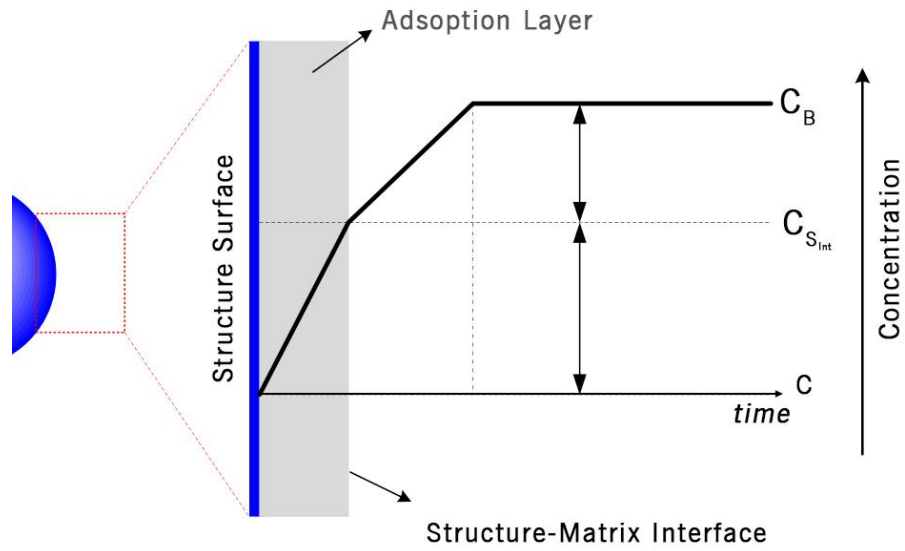 Adsoption Layer
Structure Surface
C_B
C_S_Int
Concentration
C
time
Structure-Matrix Interface